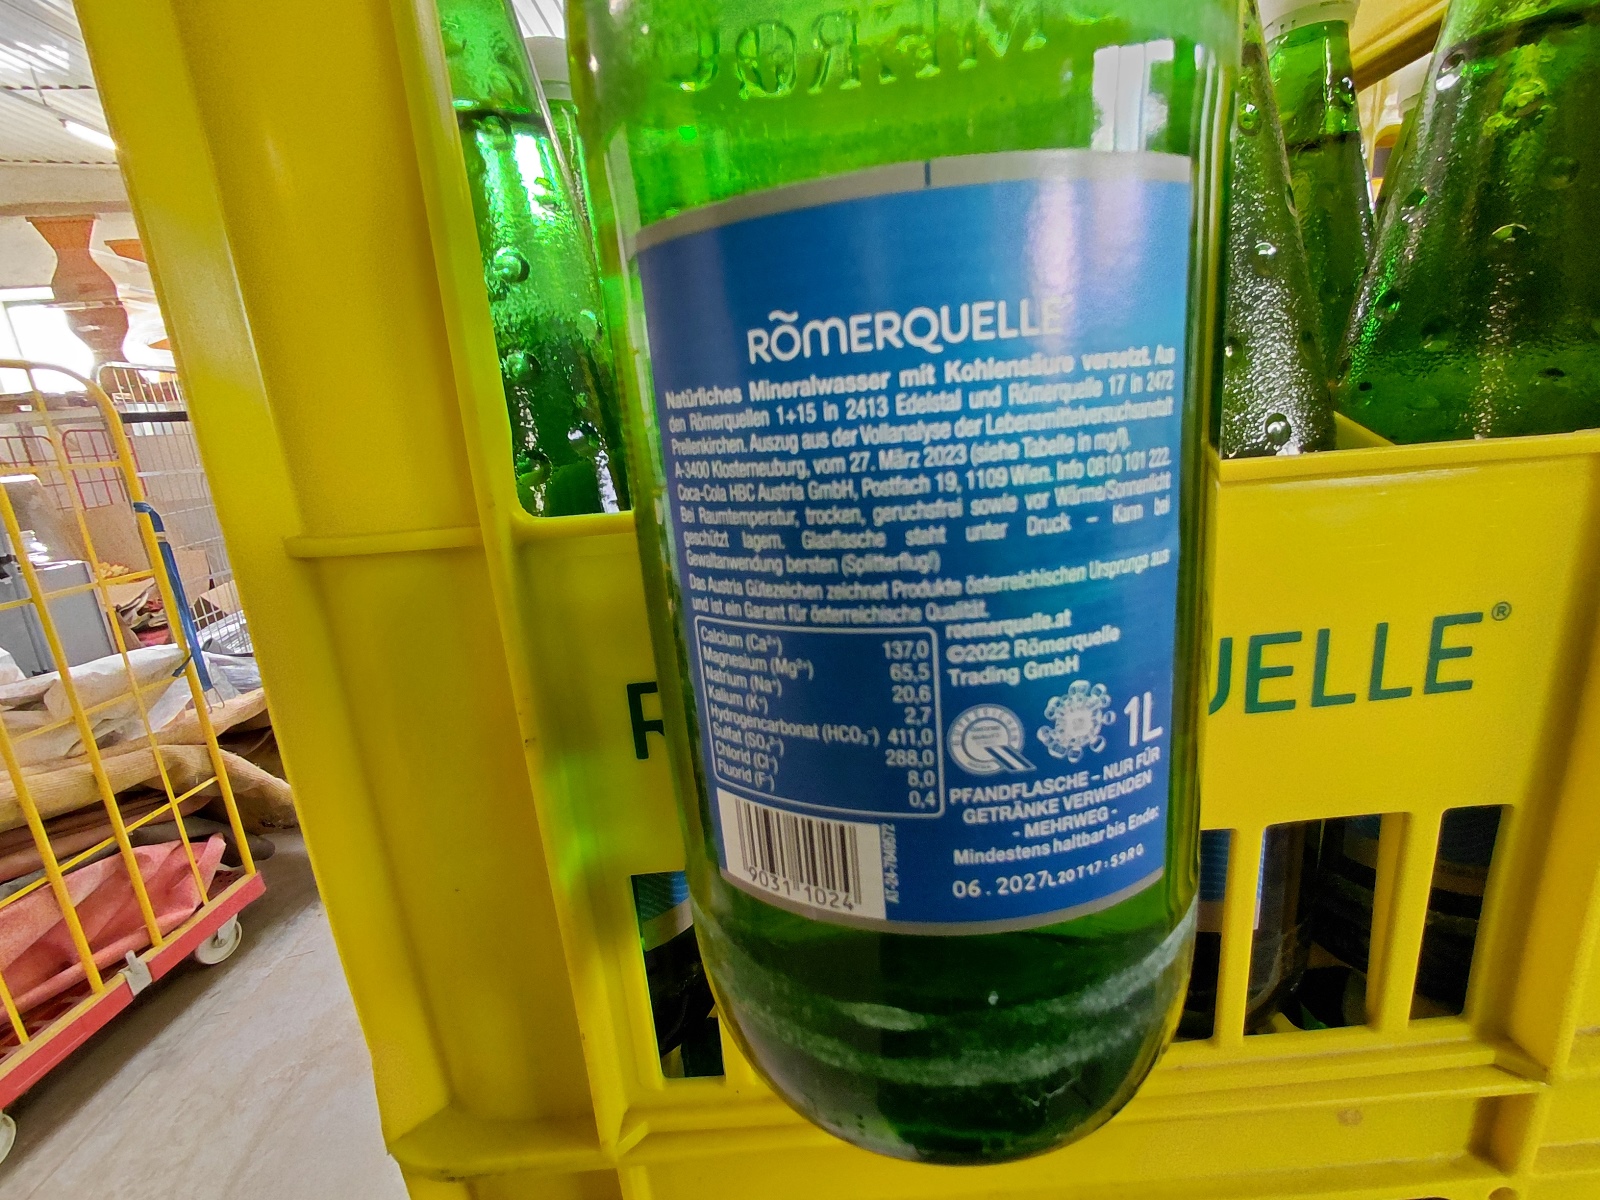 RÖMERQUELLE
Natürliches Mineralwasser mit Kohlensäure versetzt. Aus
den Römerquellen 1+15 in 2413 Edelstal und Römerquelle 17 in 2472
Prellenkirchen. Auszug aus der Vollanalyse der Lebensmittelversuchsanstalt
A-3400 Klosterneuburg, vom 27. März 2023 (siehe Tabelle in mg/l).
Coca-Cola HBC Austria GmbH, Postfach 19, 1109 Wien. Info 0810 101 222.
Bei Raumtemperatur, trocken, geruchsfrei sowie vor Wärme/Sonnenlicht
geschützt lagern. Glasflasche steht unter Druck – Kann bei
Gewaltanwendung bersten (Splitterflug!)
Das Austria Gütezeichen zeichnet Produkte österreichischen Ursprungs aus
und ist ein Garant für österreichische Qualität.
Calcium (Ca²⁺) 137,0
Magnesium (Mg²⁺) 65,5
Natrium (Na⁺) 20,6
Kalium (K⁺) 2,7
Hydrogencarbonat (HCO₃⁻) 411,0
Sulfat (SO₄²⁻) 288,0
Chlorid (Cl⁻) 8,0
Fluorid (F⁻) 0,4
roemerquelle.at
©2022 Römerquelle
Trading GmbH
1L
PFANDFLASCHE – NUR FÜR
GETRÄNKE VERWENDEN
- MEHRWEG -
Mindestens haltbar bis Ende:
06.2027L20T17:59RG
9031 1024
R
UELLE®